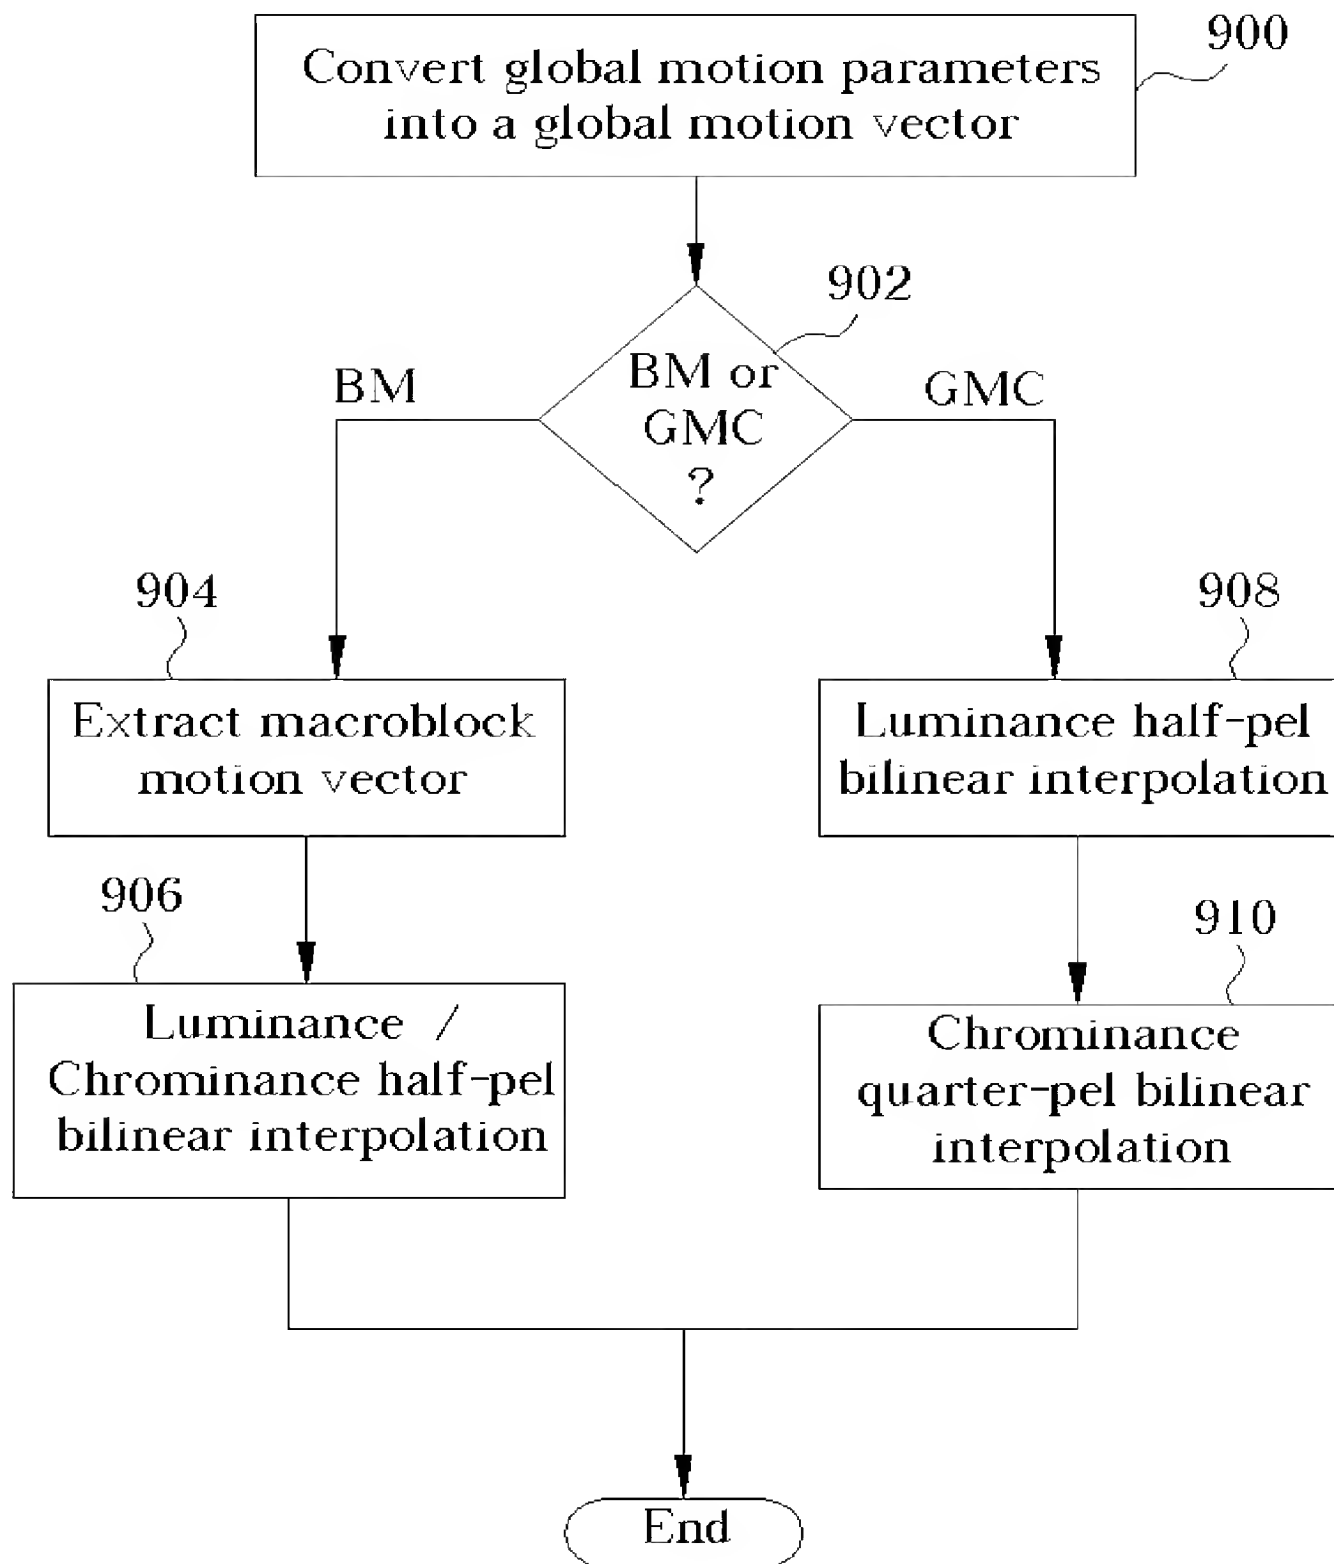 900
Convert global motion parameters
into a global motion vector
902
BM or
GMC
?
BM
GMC
904
Extract macroblock
motion vector
908
Luminance half-pel
bilinear interpolation
906
Luminance /
Chrominance half-pel
bilinear interpolation
910
Chrominance
quarter-pel bilinear
interpolation
End